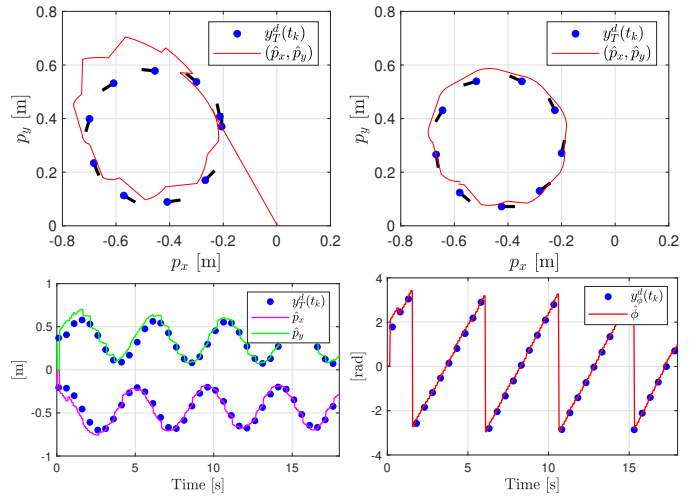 0.8
0.6
0.4
0.2
0
p_y [m]
-0.8 -0.6 -0.4 -0.2 0 0.2
p_x [m]
y_T^d(t_k)
(p̂_x, p̂_y)
0.8
0.6
0.4
0.2
0
p_y [m]
-0.8 -0.6 -0.4 -0.2 0 0.2
p_x [m]
y_T^d(t_k)
(p̂_x, p̂_y)
1
0.5
0
-0.5
-1
[m]
0 5 10 15
Time [s]
y_T^d(t_k)
p̂_x
p̂_y
4
2
0
-2
-4
[rad]
0 5 10 15
Time [s]
y_ϕ^d(t_k)
ϕ̂